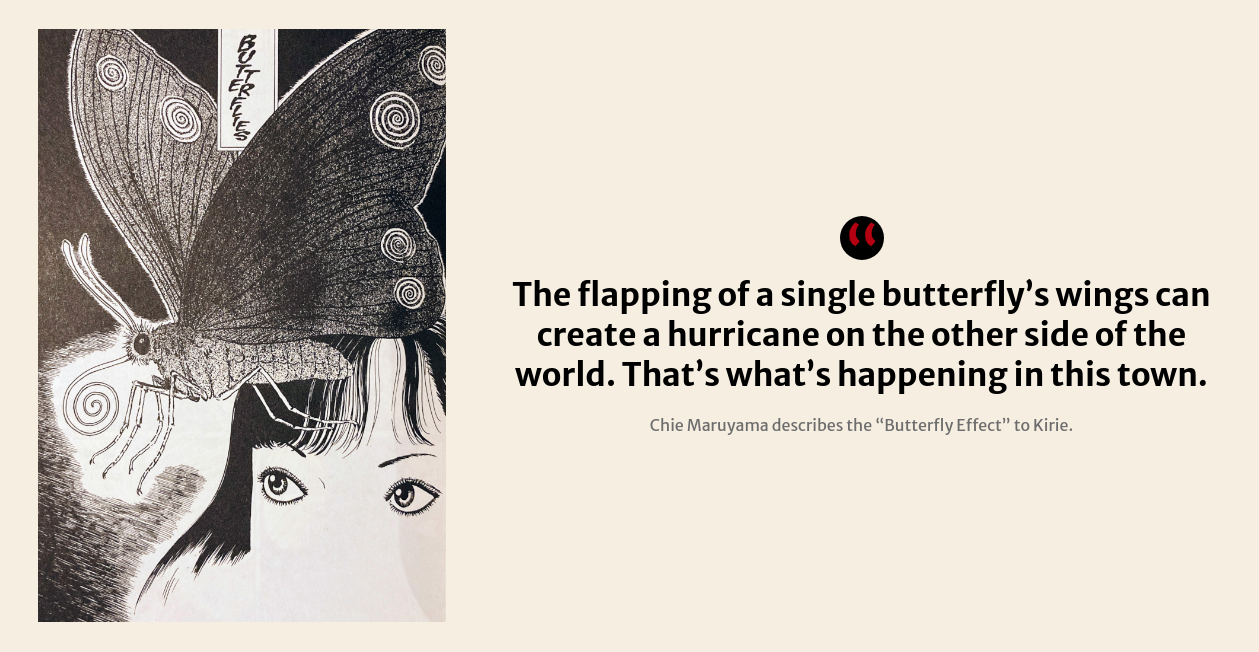 BUTTERFLIES
“
The flapping of a single butterfly’s wings can
create a hurricane on the other side of the
world. That’s what’s happening in this town.
Chie Maruyama describes the “Butterfly Effect” to Kirie.